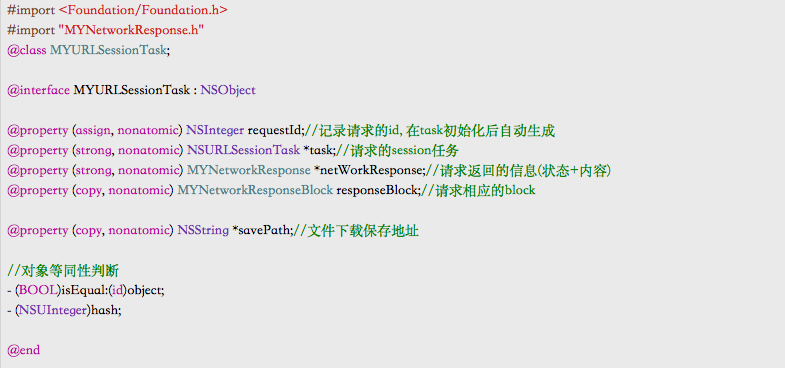 #import <Foundation/Foundation.h>
#import "MYNetworkResponse.h"
@class MYURLSessionTask;
@interface MYURLSessionTask : NSObject
@property (assign, nonatomic) NSInteger requestId;//记录请求的id, 在task初始化后自动生成
@property (strong, nonatomic) NSURLSessionTask *task;//请求的session任务
@property (strong, nonatomic) MYNetworkResponse *netWorkResponse;//请求返回的信息(状态+内容)
@property (copy, nonatomic) MYNetworkResponseBlock responseBlock;//请求相应的block
@property (copy, nonatomic) NSString *savePath;//文件下载保存地址
//对象等同性判断
- (BOOL)isEqual:(id)object;
- (NSUInteger)hash;
@end